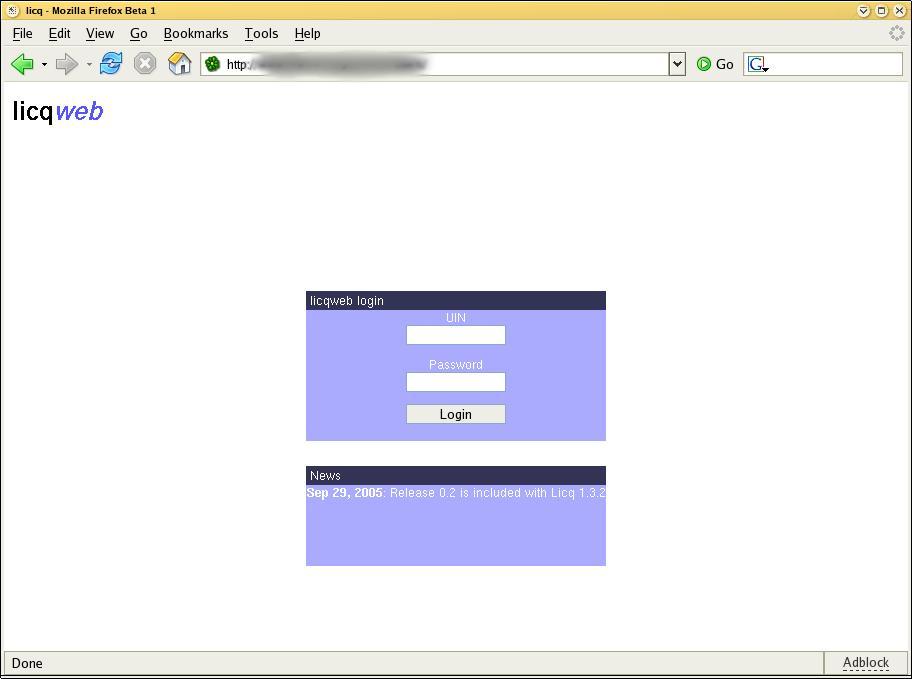 licq - Mozilla Firefox Beta 1
File Edit View Go Bookmarks Tools Help
http:/ Go G
licqweb
licqweb login
UIN
Password
Login
News
Sep 29, 2005: Release 0.2 is included with Licq 1.3.2
Done Adblock